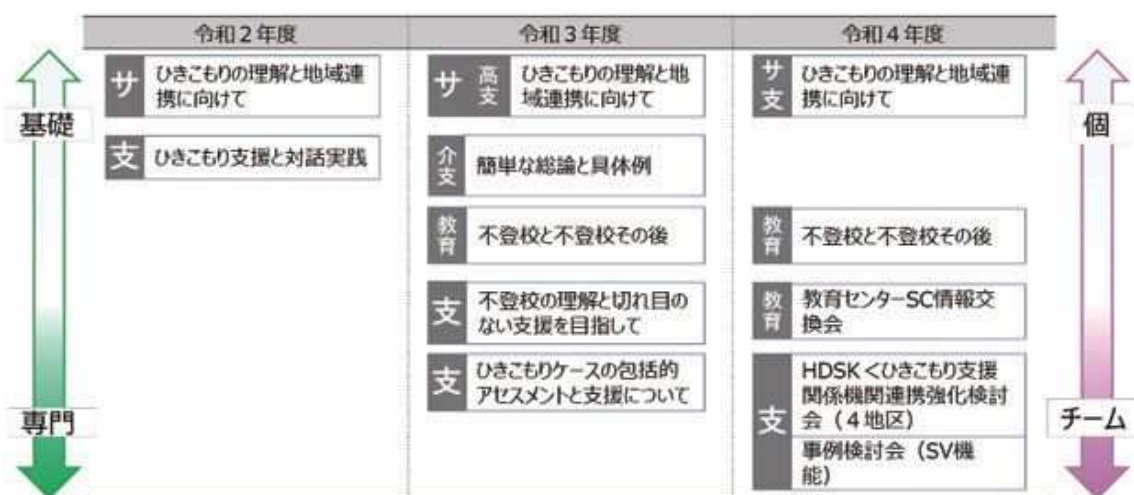 令和２年度
令和３年度
令和４年度
基礎
専門
サ
ひきこもりの理解と地域連
携に向けて
支
ひきこもり支援と対話実践
サ
高支
ひきこもりの理解と地
域連携に向けて
介支
簡単な総論と具体例
教育
不登校と不登校その後
支
不登校の理解と切れ目の
ない支援を目指して
支
ひきこもりケースの包括的
アセスメントと支援について
サ支
ひきこもりの理解と地域連
携に向けて
教育
不登校と不登校その後
教育
教育センターSC情報交
換会
支
HDSK＜ひきこもり支援
関係機関連携強化検討
会（４地区）
事例検討会（SV機
能）
個
チーム